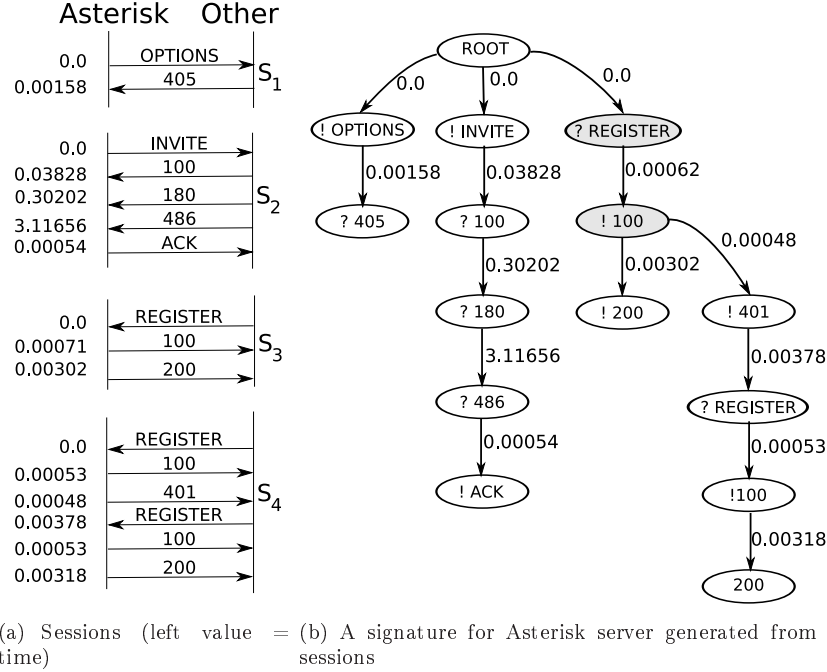 Asterisk Other
0.0 OPTIONS
0.00158 405
S1
0.0 INVITE
0.03828 100
0.30202 180
S2
3.11656 486
0.00054 ACK
0.0 REGISTER
0.00071 100
S3
0.00302 200
0.0 REGISTER
0.00053 100
0.00048 401
S4
0.00378 REGISTER
0.00053 100
0.00318 200
(a) Sessions (left value =
time)
ROOT
0.0 0.0 0.0
! OPTIONS ! INVITE ? REGISTER
0.00158 0.03828 0.00062
? 405 ? 100 ! 100
0.00048
0.30202 0.00302
? 180 ! 200 ! 401
3.11656 0.00378
? 486 ? REGISTER
0.00054 0.00053
! ACK !100
0.00318
200
(b) A signature for Asterisk server generated from
sessions